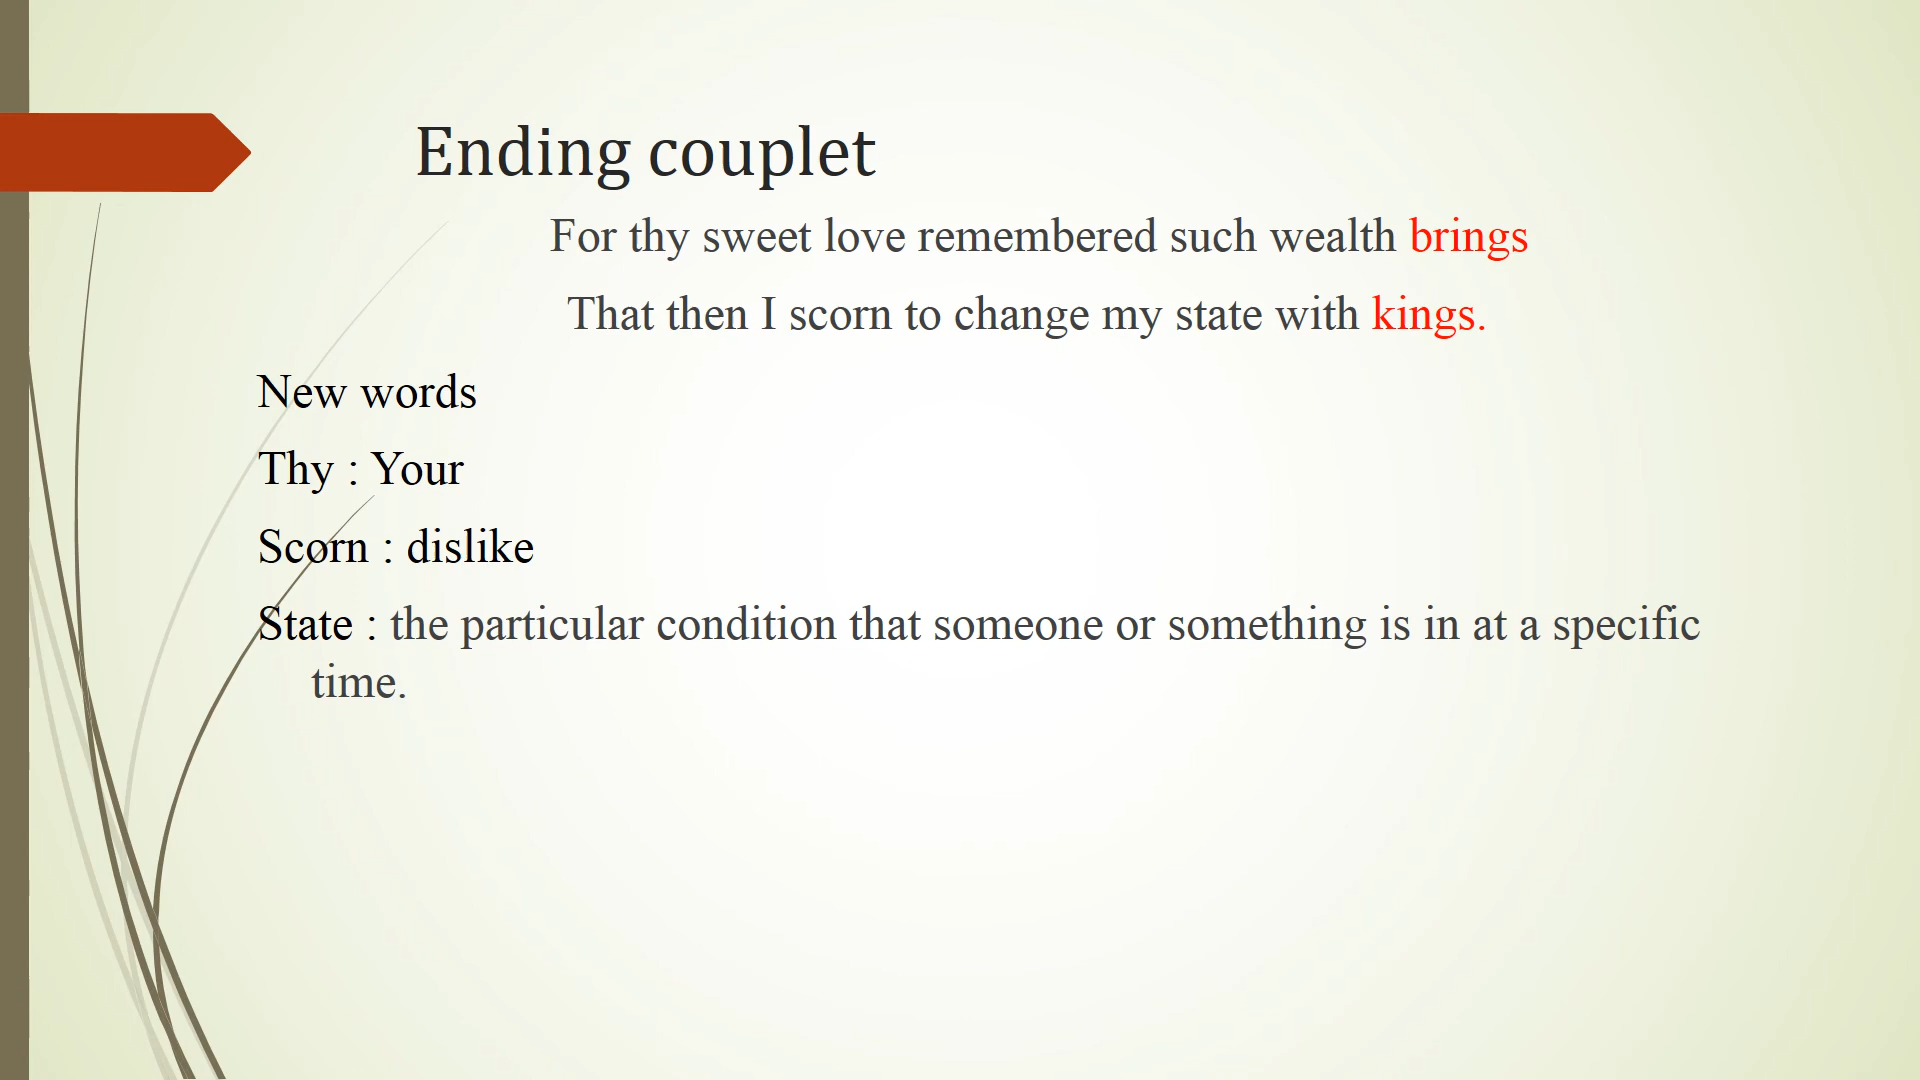 Ending couplet
For thy sweet love remembered such wealth brings
That then I scorn to change my state with kings.
New words
Thy : Your
Scorn : dislike
State : the particular condition that someone or something is in at a specific
time.